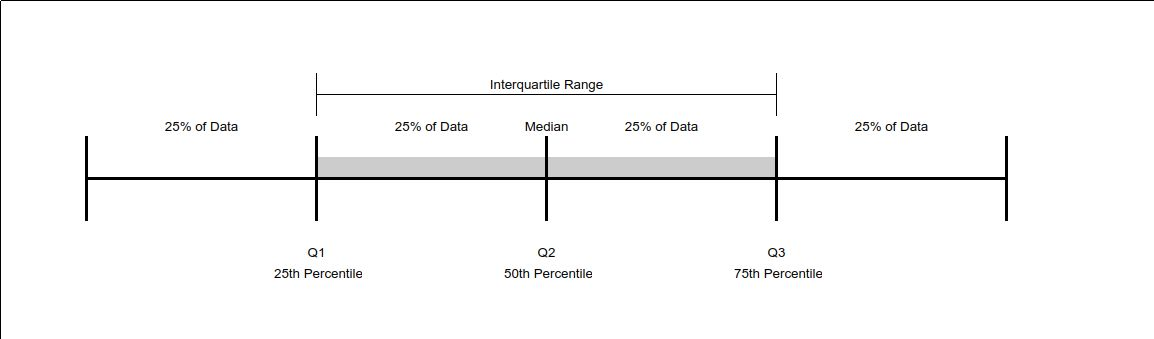 Interquartile Range
25% of Data 25% of Data Median 25% of Data 25% of Data
Q1 Q2 Q3
25th Percentile 50th Percentile 75th Percentile